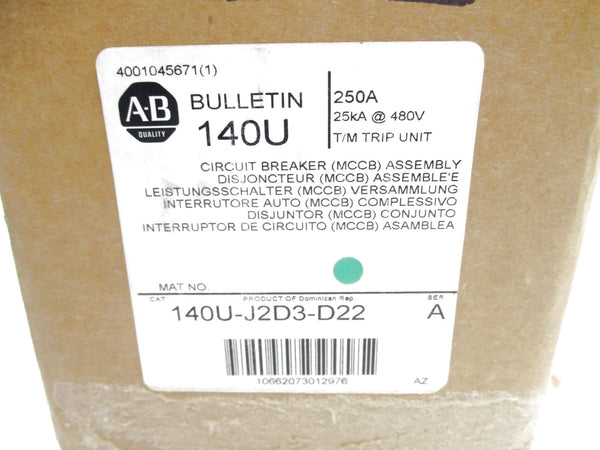 4001045671(1)
A-B
QUALITY
BULLETIN
140U
250A
25kA @ 480V
T/M TRIP UNIT
CIRCUIT BREAKER (MCCB) ASSEMBLY
DISJONCTEUR (MCCB) ASSEMBLE'E
LEISTUNGSSCHALTER (MCCB) VERSAMMLUNG
INTERRUTORE AUTO (MCCB) COMPLESSIVO
DISJUNTOR (MCCB) CONJUNTO
INTERRUPTOR DE CIRCUITO (MCCB) ASAMBLEA
MAT NO.
CAT PRODUCT OF Dominican Rep. SER
140U-J2D3-D22 A
10662073012976 AZ